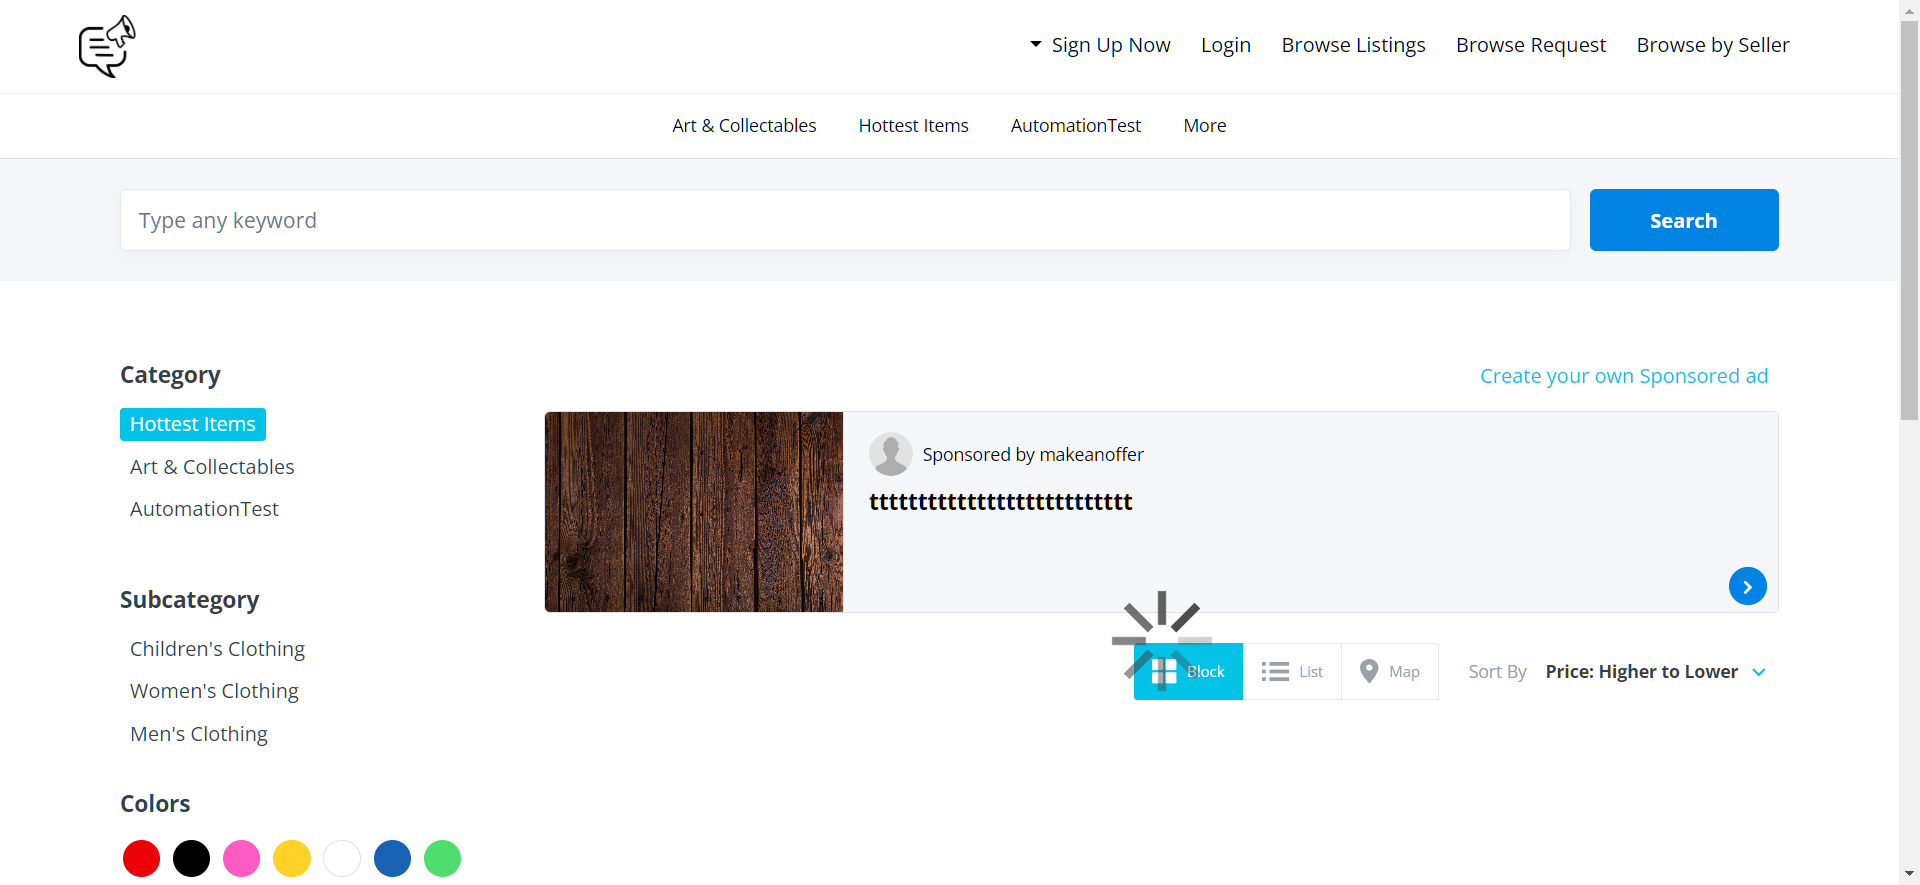 Sign Up Now
Login
Browse Listings
Browse Request
Browse by Seller
Art & Collectables
Hottest Items
AutomationTest
More
Type any keyword
Search
Category
Hottest Items
Art & Collectables
AutomationTest
Subcategory
Children's Clothing
Women's Clothing
Men's Clothing
Colors
Create your own Sponsored ad
Sponsored by makeanoffer
ttttttttttttttttttttttttttt
Block
List
Map
Sort By
Price: Higher to Lower